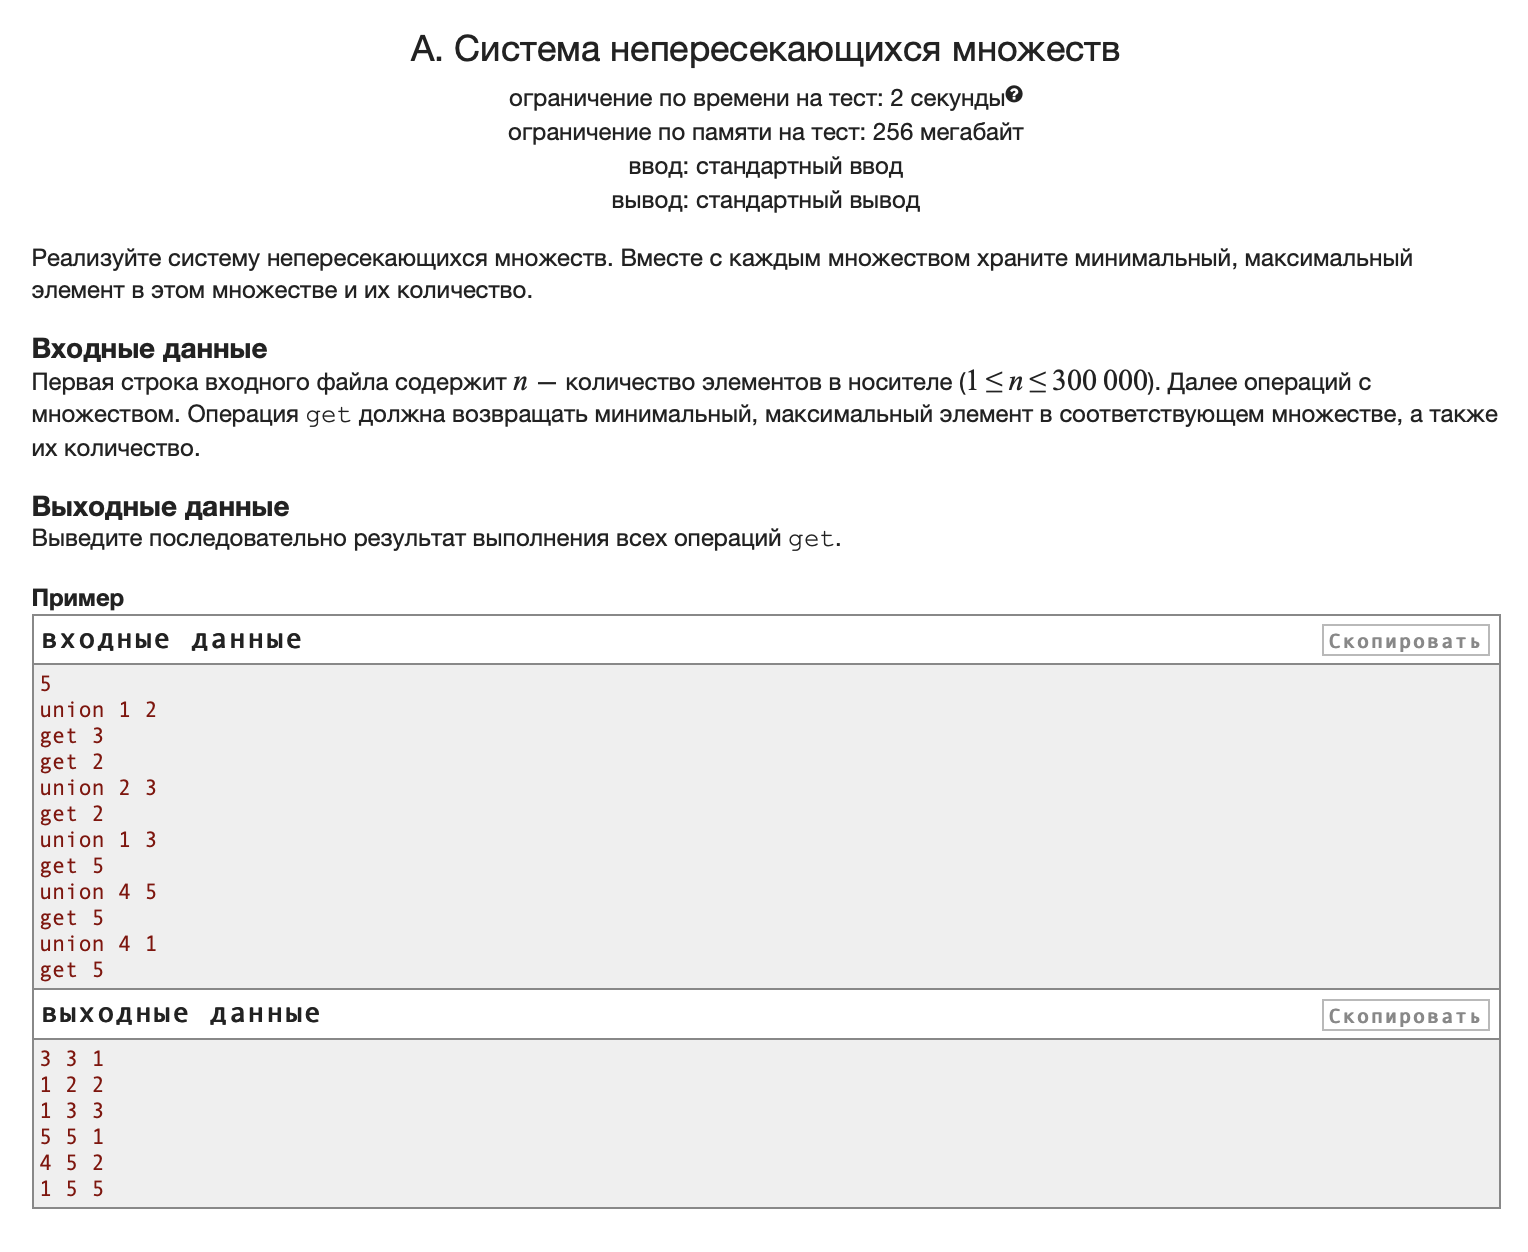 А. Система непересекающихся множеств
ограничение по времени на тест: 2 секунды?
ограничение по памяти на тест: 256 мегабайт
ввод: стандартный ввод
вывод: стандартный вывод
Реализуйте систему непересекающихся множеств. Вместе с каждым множеством храните минимальный, максимальный
элемент в этом множестве и их количество.
Входные данные
Первая строка входного файла содержит n — количество элементов в носителе (1 ≤ n ≤ 300 000). Далее операций с
множеством. Операция get должна возвращать минимальный, максимальный элемент в соответствующем множестве, а также
их количество.
Выходные данные
Выведите последовательно результат выполнения всех операций get.
Пример
входные данные
Скопировать
5
union 1 2
get 3
get 2
union 2 3
get 2
union 1 3
get 5
union 4 5
get 5
union 4 1
get 5
выходные данные
Скопировать
3 3 1
1 2 2
1 3 3
5 5 1
4 5 2
1 5 5